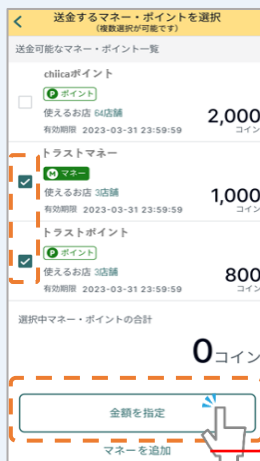 送金するマネー・ポイントを選択
（複数選択が可能です）
送金可能なマネー・ポイント一覧
chiicaポイント
P ポイント
使えるお店 64店舗
2,000
有効期限 2023-03-31 23:59:59
コイン
トラストマネー
M マネー
使えるお店 3店舗
1,000
有効期限 2023-03-31 23:59:59
コイン
トラストポイント
P ポイント
使えるお店 3店舗
800
有効期限 2023-03-31 23:59:59
コイン
選択中マネー・ポイントの合計
0コイン
金額を指定
マネーを追加